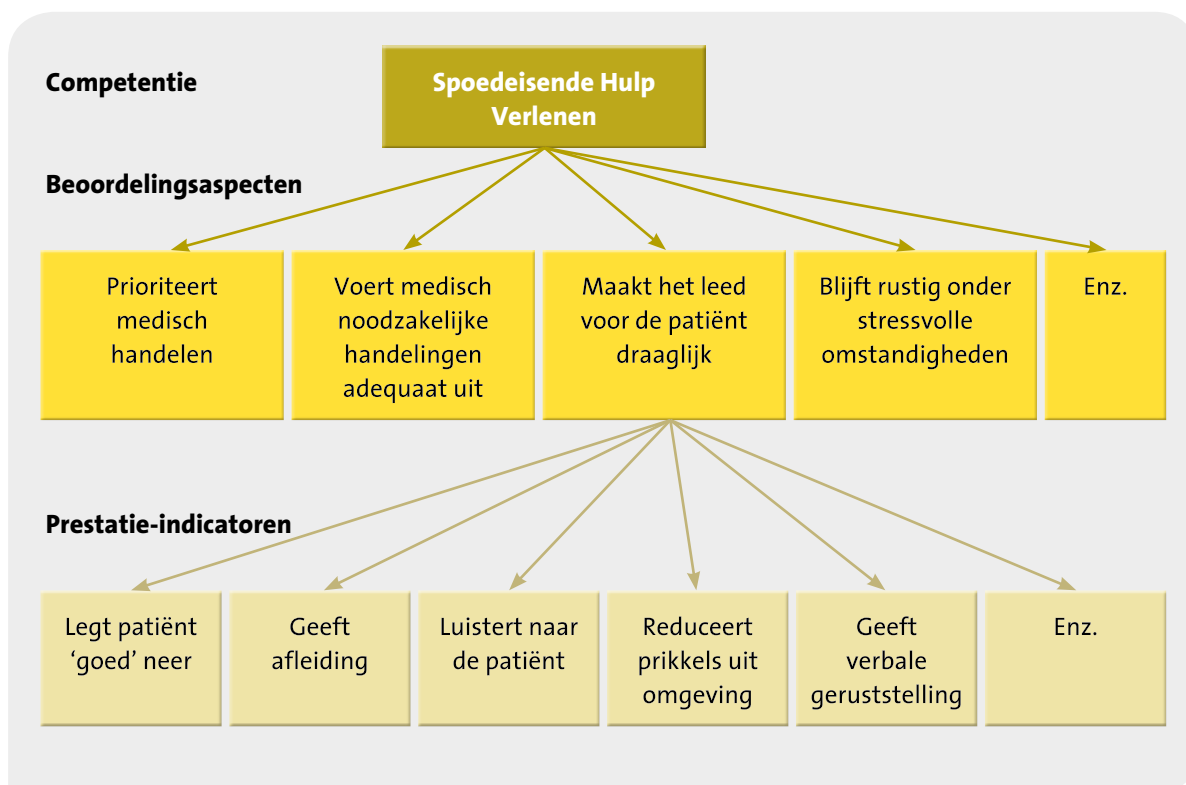 Competentie
Spoedeisende Hulp
Verlenen
Beoordelingsaspecten
Prioriteert
medisch
handelen
Voert medisch
noodzakelijke
handelingen
adequaat uit
Maakt het leed
voor de patiënt
draaglijk
Blijft rustig onder
stressvolle
omstandigheden
Enz.
Prestatie-indicatoren
Legt patiënt
‘goed’ neer
Geeft
afleiding
Luistert naar
de patiënt
Reduceert
prikkels uit
omgeving
Geeft
verbale
geruststelling
Enz.